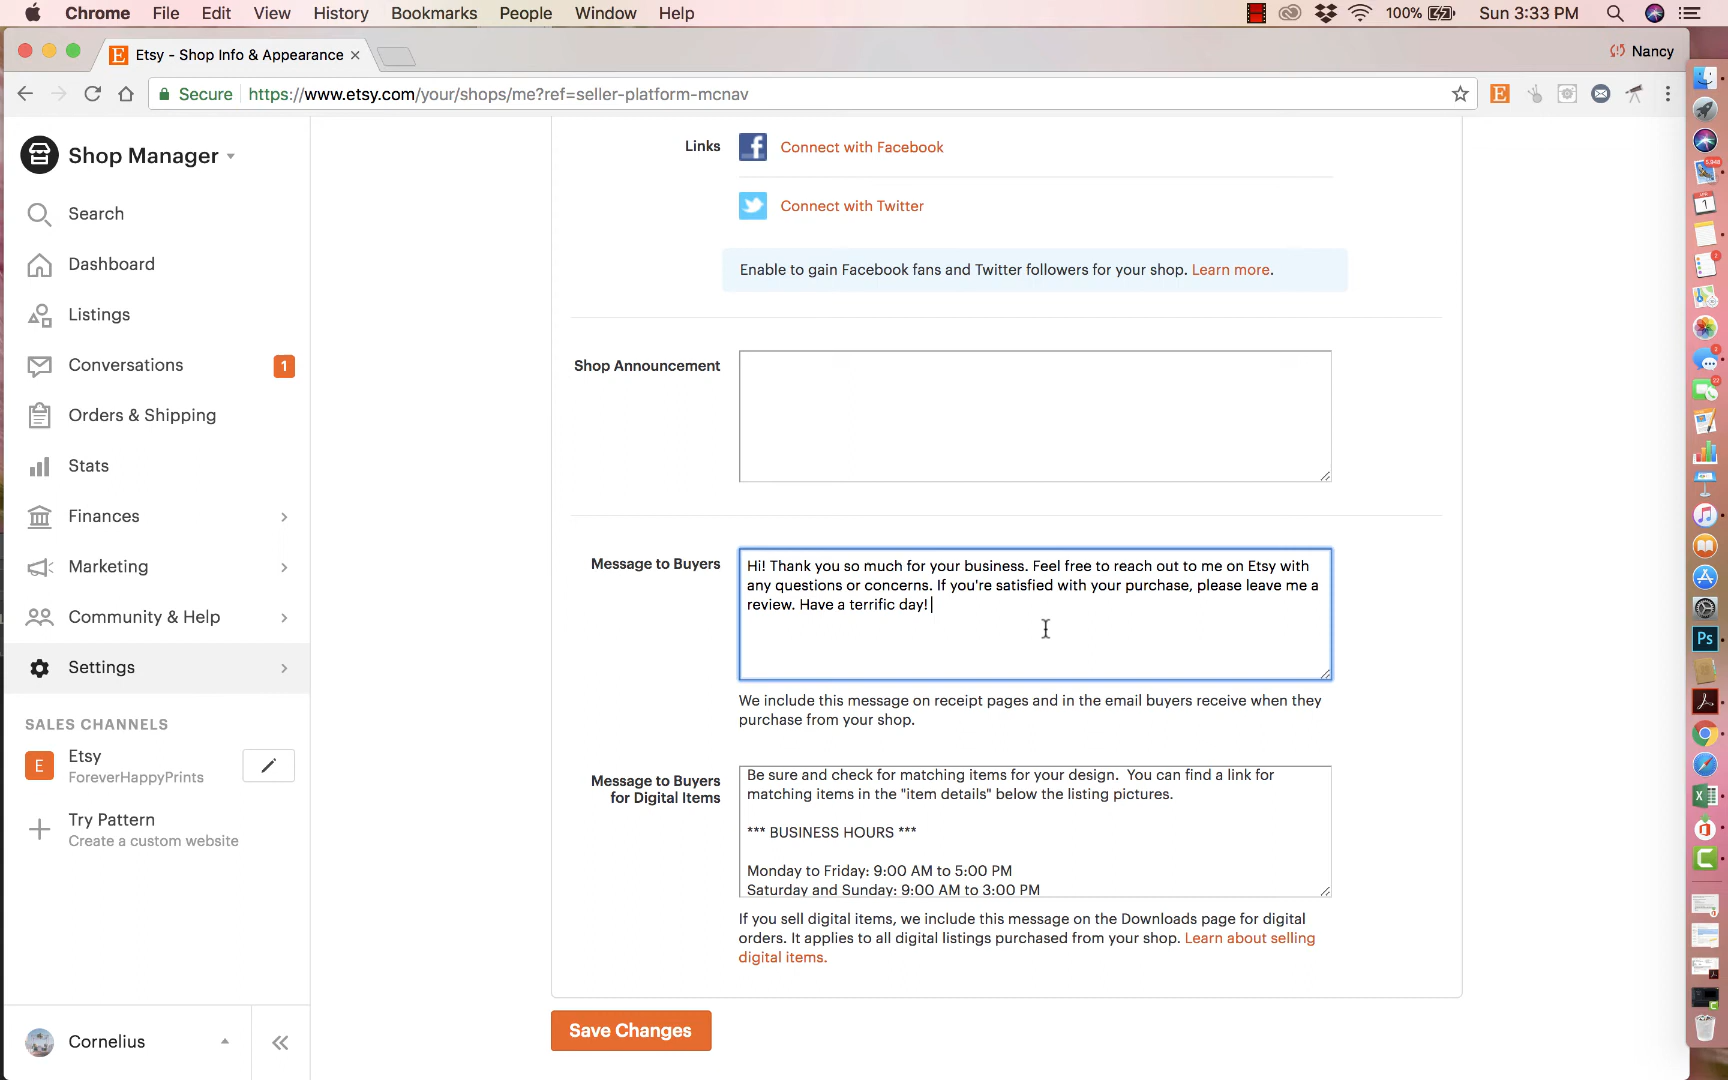 Chrome File Edit View History Bookmarks People Window Help 100% Sun 3:33 PM
Etsy - Shop Info & Appearance
Nancy
Secure https://www.etsy.com/your/shops/me?ref=seller-platform-mcnav
Shop Manager
Search
Dashboard
Listings
Conversations 1
Orders & Shipping
Stats
Finances
Marketing
Community & Help
Settings
SALES CHANNELS
E Etsy
ForeverHappyPrints
Try Pattern
Create a custom website
Cornelius
Links
Connect with Facebook
Connect with Twitter
Enable to gain Facebook fans and Twitter followers for your shop. Learn more.
Shop Announcement
Message to Buyers
Hi! Thank you so much for your business. Feel free to reach out to me on Etsy with
any questions or concerns. If you're satisfied with your purchase, please leave me a
review. Have a terrific day!
We include this message on receipt pages and in the email buyers receive when they
purchase from your shop.
Message to Buyers
for Digital Items
Be sure and check for matching items for your design. You can find a link for
matching items in the "item details" below the listing pictures.
*** BUSINESS HOURS ***
Monday to Friday: 9:00 AM to 5:00 PM
Saturday and Sunday: 9:00 AM to 3:00 PM
If you sell digital items, we include this message on the Downloads page for digital
orders. It applies to all digital listings purchased from your shop. Learn about selling
digital items.
Save Changes
Ps